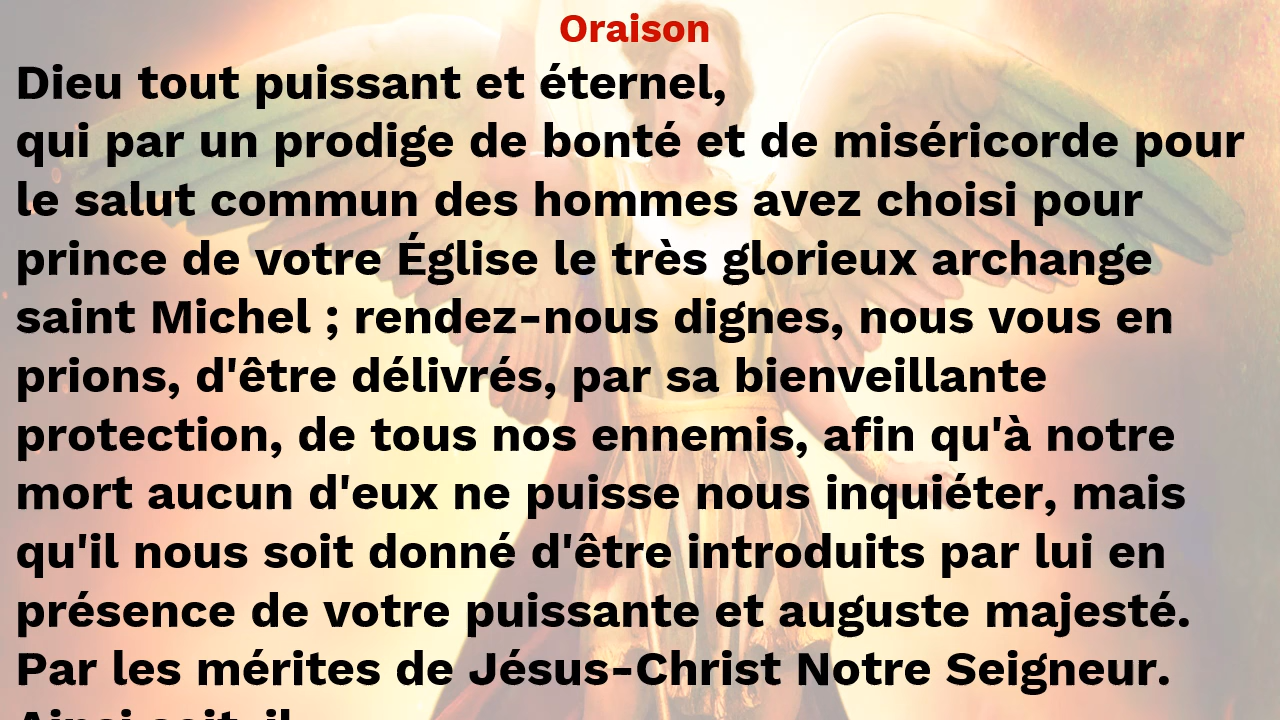 Oraison
Dieu tout puissant et éternel,
qui par un prodige de bonté et de miséricorde pour
le salut commun des hommes avez choisi pour
prince de votre Église le très glorieux archange
saint Michel ; rendez-nous dignes, nous vous en
prions, d'être délivrés, par sa bienveillante
protection, de tous nos ennemis, afin qu'à notre
mort aucun d'eux ne puisse nous inquiéter, mais
qu'il nous soit donné d'être introduits par lui en
présence de votre puissante et auguste majesté.
Par les mérites de Jésus-Christ Notre Seigneur.
Ainsi soit-il